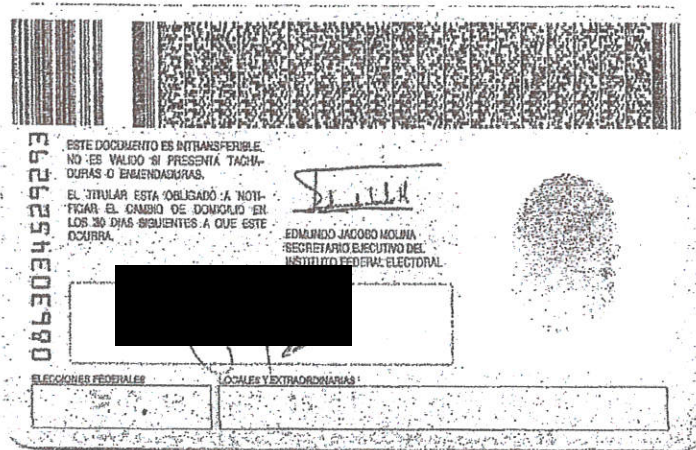 0863034529293
ESTE DOCUMENTO ES INTRANSFERIBLE.
NO ES VALIDO SI PRESENTA TACHA-
DURAS O ENMENDADURAS.
EL TITULAR ESTA OBLIGADO A NOTI-
FICAR EL CAMBIO DE DOMICILIO EN
LOS 30 DIAS SIGUIENTES A QUE ESTE
OCURRA.
EDMUNDO JACOBO MOLINA
SECRETARIO EJECUTIVO DEL
INSTITUTO FEDERAL ELECTORAL
ELECCIONES FEDERALES
LOCALES Y EXTRAORDINARIAS